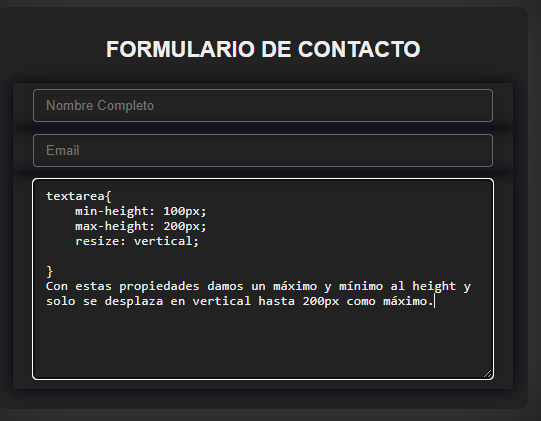 FORMULARIO DE CONTACTO
Nombre Completo
Email
textarea{
    min-height: 100px;
    max-height: 200px;
    resize: vertical;

}
Con estas propiedades damos un máximo y mínimo al height y
solo se desplaza en vertical hasta 200px como máximo.